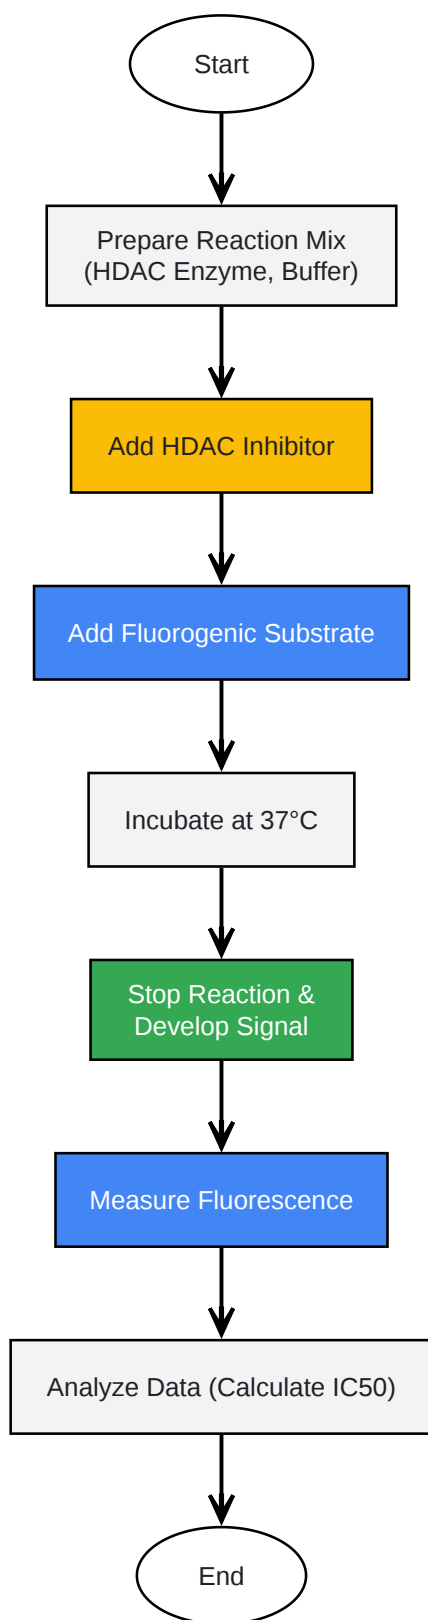 Start
Prepare Reaction Mix
(HDAC Enzyme, Buffer)
Add HDAC Inhibitor
Add Fluorogenic Substrate
Incubate at 37°C
Stop Reaction &
Develop Signal
Measure Fluorescence
Analyze Data (Calculate IC50)
End